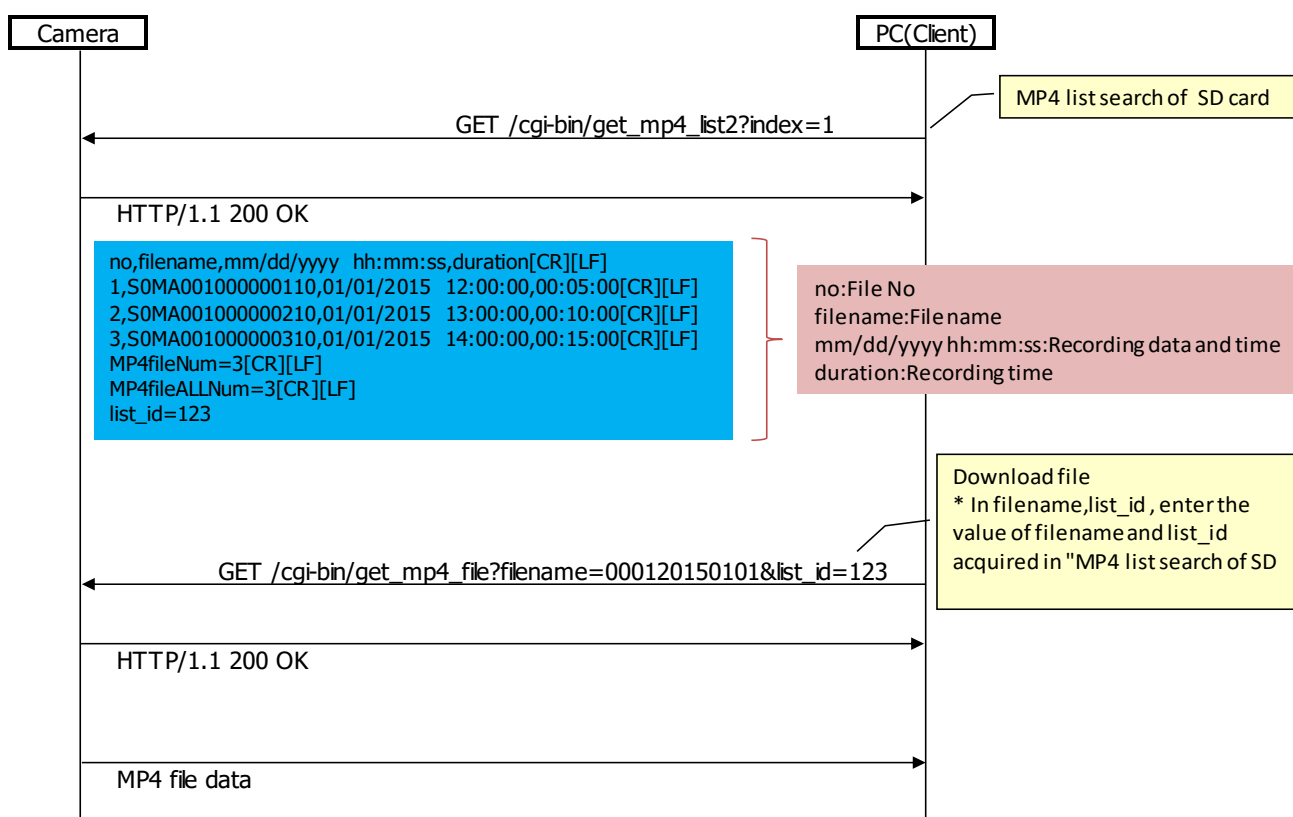 Camera
PC(Client)
MP4 list search of SD card
GET /cgi-bin/get_mp4_list2?index=1
HTTP/1.1 200 OK
no,filename,mm/dd/yyyy hh:mm:ss,duration[CR][LF]
1,S0MA001000000110,01/01/2015 12:00:00,00:05:00[CR][LF]
2,S0MA001000000210,01/01/2015 13:00:00,00:10:00[CR][LF]
3,S0MA001000000310,01/01/2015 14:00:00,00:15:00[CR][LF]
MP4fileNum=3[CR][LF]
MP4fileALLNum=3[CR][LF]
list_id=123
no:File No
filename:File name
mm/dd/yyyy hh:mm:ss:Recording data and time
duration:Recording time
Download file
* In filename,list_id , enter the
value of filename and list_id
acquired in "MP4 list search of SD
GET /cgi-bin/get_mp4_file?filename=000120150101&list_id=123
HTTP/1.1 200 OK
MP4 file data